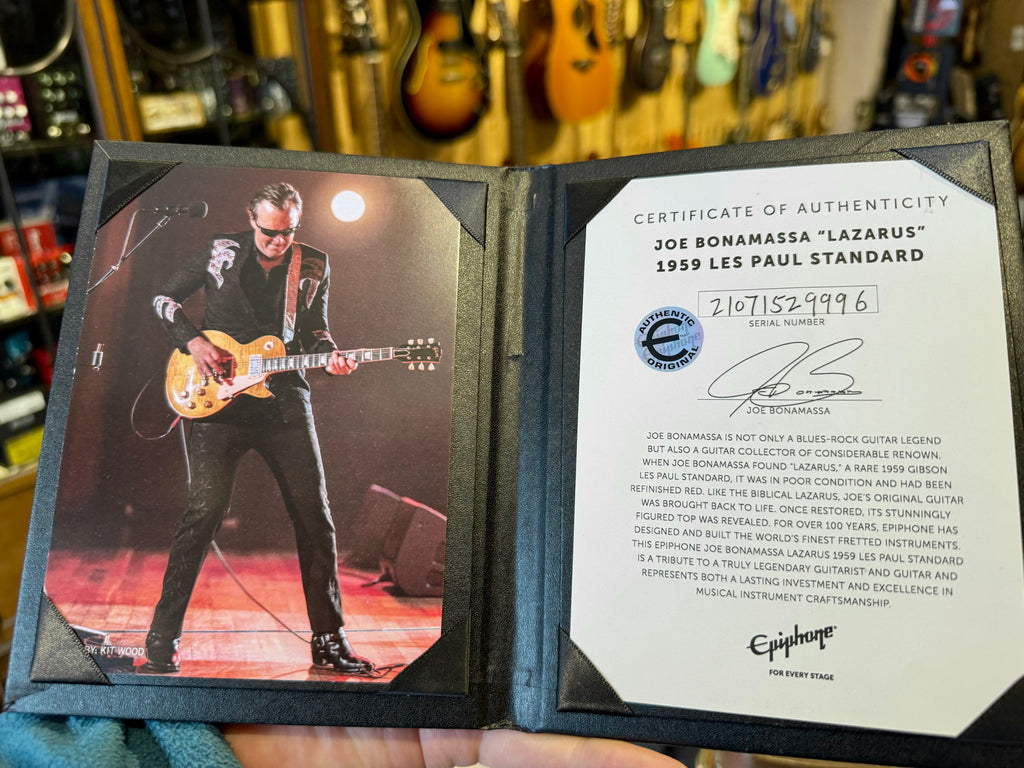 BY: KIT WOOD
CERTIFICATE OF AUTHENTICITY
JOE BONAMASSA “LAZARUS”
1959 LES PAUL STANDARD
21071529996
SERIAL NUMBER
AUTHENTIC
Epiphone
ORIGINAL
JOE BONAMASSA
JOE BONAMASSA IS NOT ONLY A BLUES-ROCK GUITAR LEGEND
BUT ALSO A GUITAR COLLECTOR OF CONSIDERABLE RENOWN.
WHEN JOE BONAMASSA FOUND “LAZARUS,” A RARE 1959 GIBSON
LES PAUL STANDARD, IT WAS IN POOR CONDITION AND HAD BEEN
REFINISHED RED. LIKE THE BIBLICAL LAZARUS, JOE’S ORIGINAL GUITAR
WAS BROUGHT BACK TO LIFE. ONCE RESTORED, ITS STUNNINGLY
FIGURED TOP WAS REVEALED. FOR OVER 100 YEARS, EPIPHONE HAS
DESIGNED AND BUILT THE WORLD’S FINEST FRETTED INSTRUMENTS.
THIS EPIPHONE JOE BONAMASSA LAZARUS 1959 LES PAUL STANDARD
IS A TRIBUTE TO A TRULY LEGENDARY GUITARIST AND GUITAR AND
REPRESENTS BOTH A LASTING INVESTMENT AND EXCELLENCE IN
MUSICAL INSTRUMENT CRAFTSMANSHIP.
Epiphone
FOR EVERY STAGE